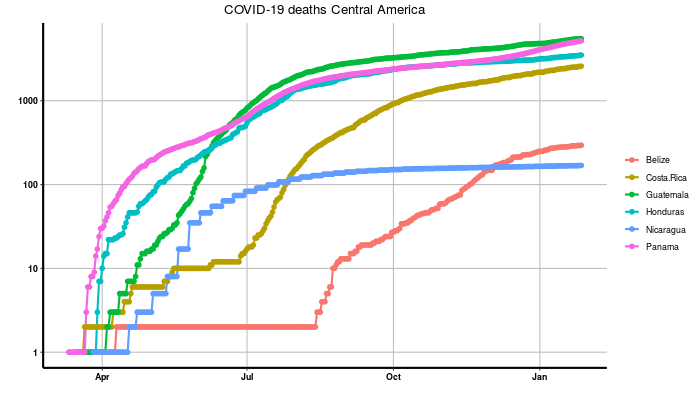 COVID-19 deaths Central America
1000
100
10
1
Apr
Jul
Oct
Jan
Belize
Costa.Rica
Guatemala
Honduras
Nicaragua
Panama